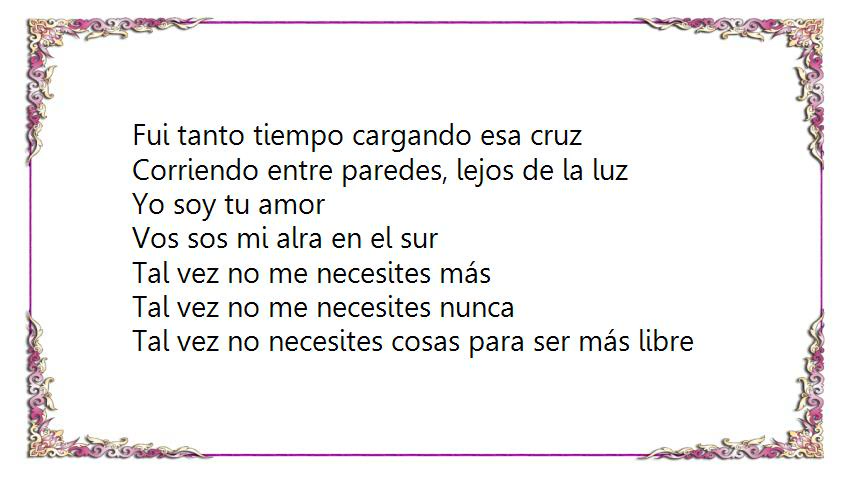 Fui tanto tiempo cargando esa cruz
Corriendo entre paredes, lejos de la luz
Yo soy tu amor
Vos sos mi alra en el sur
Tal vez no me necesites más
Tal vez no me necesites nunca
Tal vez no necesites cosas para ser más libre